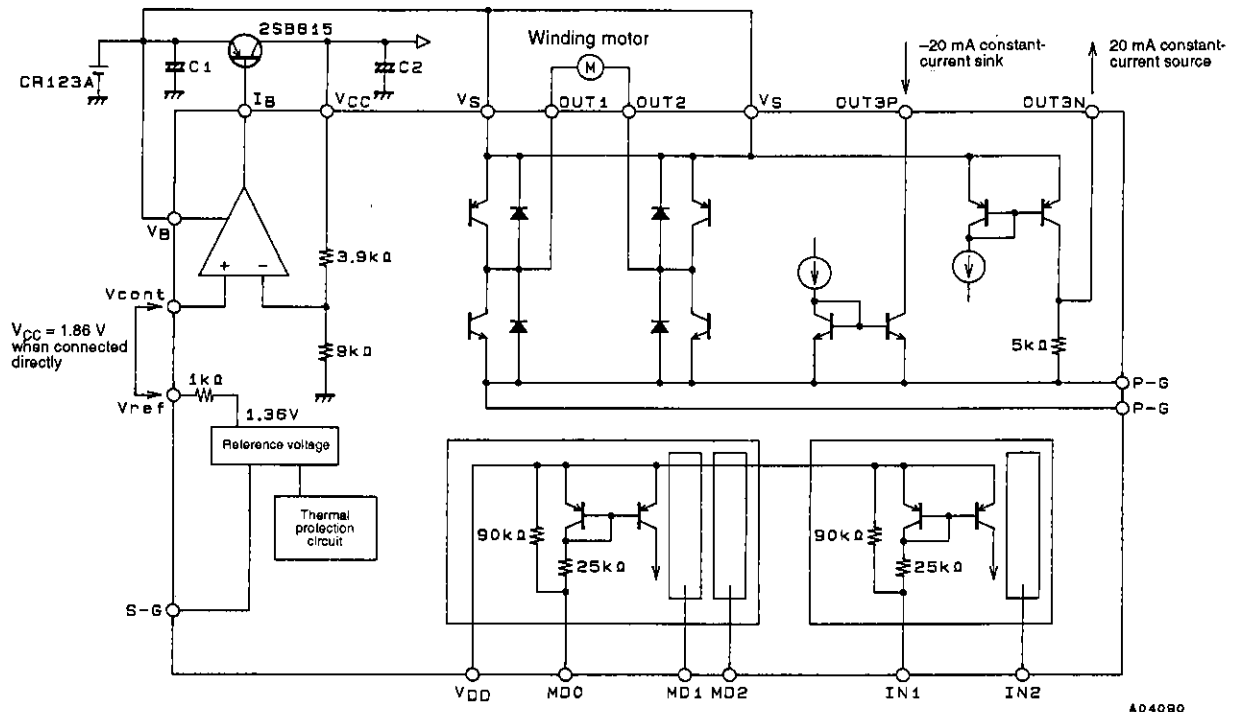 2SB815
Winding motor
–20 mA constant-
current sink
20 mA constant-
current source
C1
C2
M
CR123A
IB
VCC
VS
OUT1
OUT2
VS
OUT3P
OUT3N
VB
+
–
3.9kΩ
Vcont
VCC = 1.86 V
when connected
directly
9kΩ
5kΩ
1kΩ
Vref
1.36V
P-G
P-G
Reference voltage
Thermal
protection
circuit
90kΩ
25kΩ
90kΩ
25kΩ
S-G
VDD
MD0
MD1
MD2
IN1
IN2
A04090